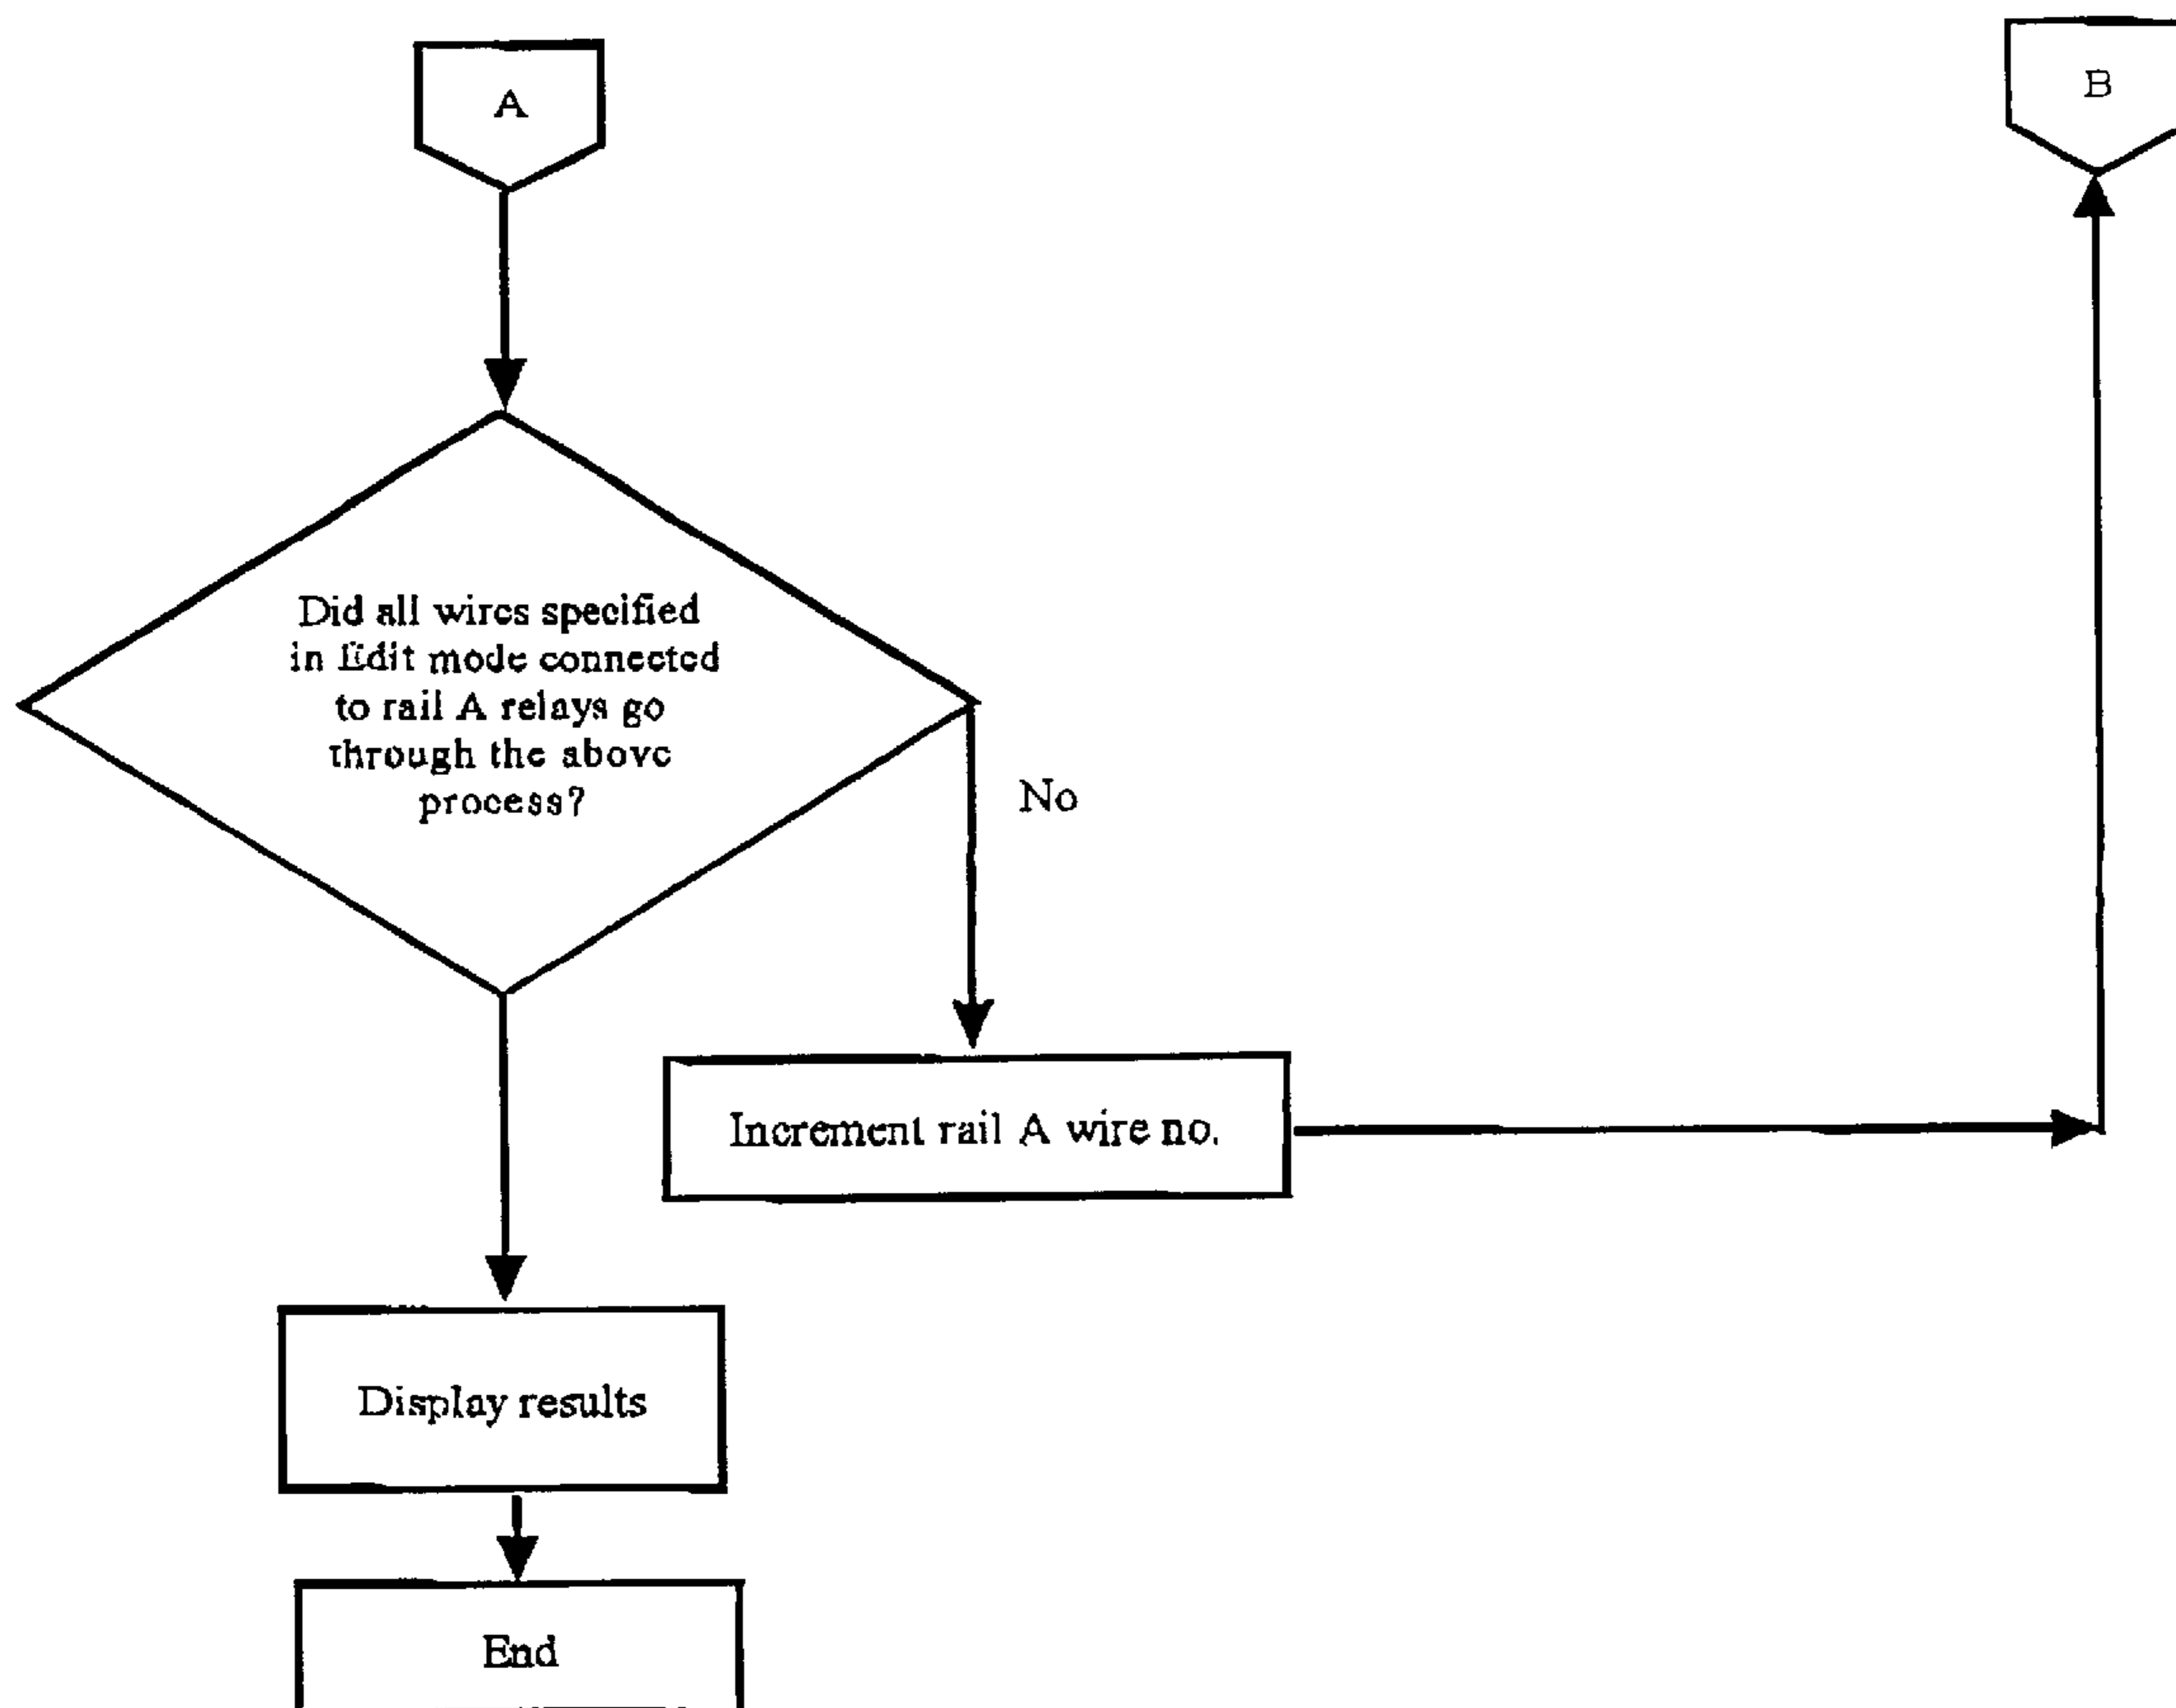 A
B
Did all wires specified
in Edit mode connected
to rail A relays go
through the above
process?
No
Increment rail A wire no.
Display results
End